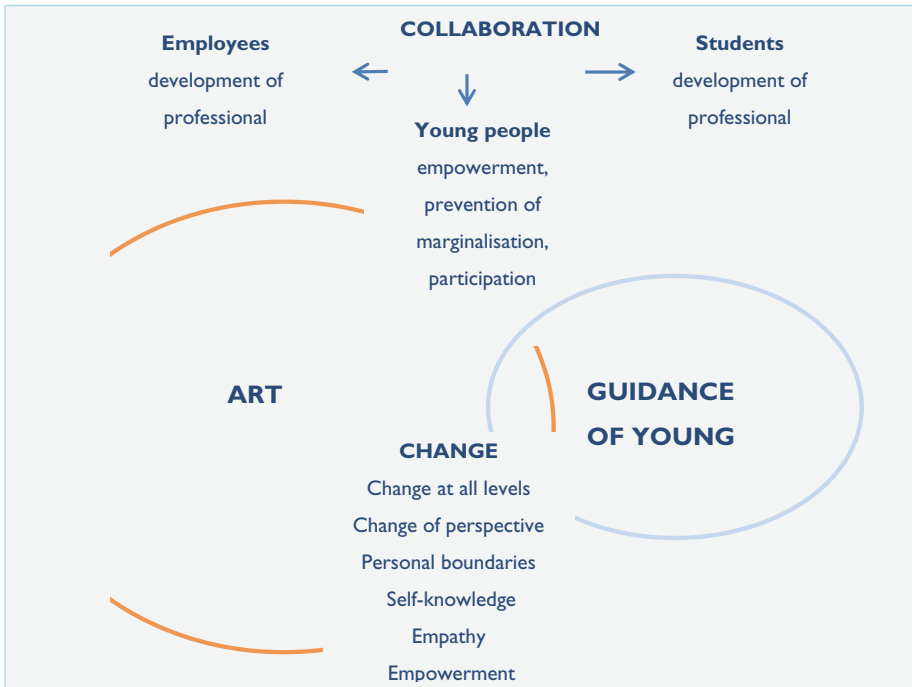 COLLABORATION
Employees
development of
professional
Students
development of
professional
Young people
empowerment,
prevention of
marginalisation,
participation
ART
GUIDANCE
OF YOUNG
CHANGE
Change at all levels
Change of perspective
Personal boundaries
Self-knowledge
Empathy
Empowerment